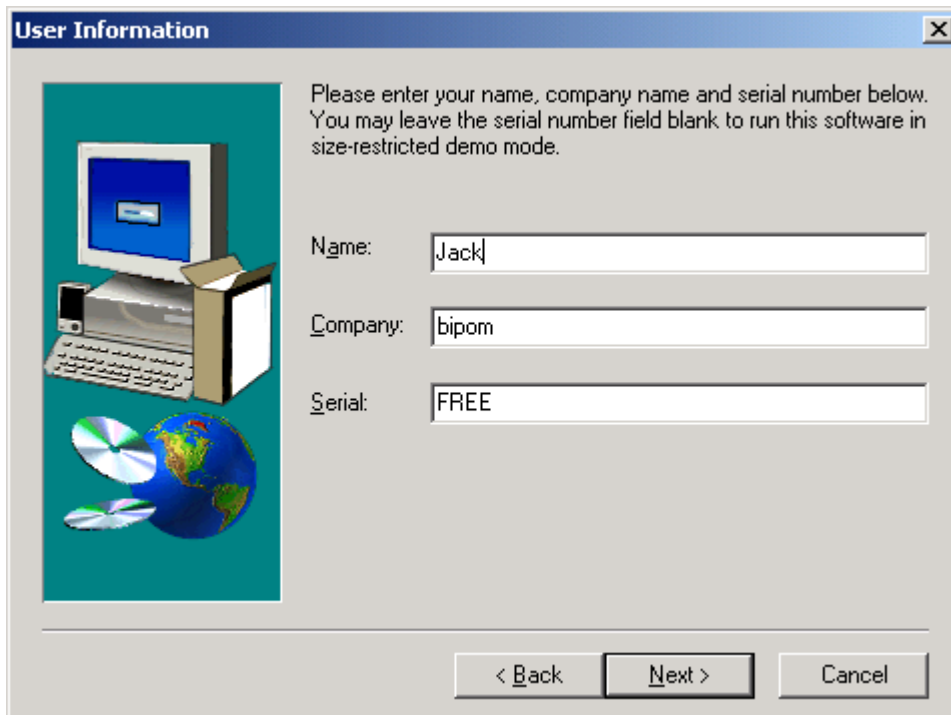 User Information
Please enter your name, company name and serial number below.
You may leave the serial number field blank to run this software in
size-restricted demo mode.
Name: Jack
Company: bipom
Serial: FREE
< Back Next > Cancel